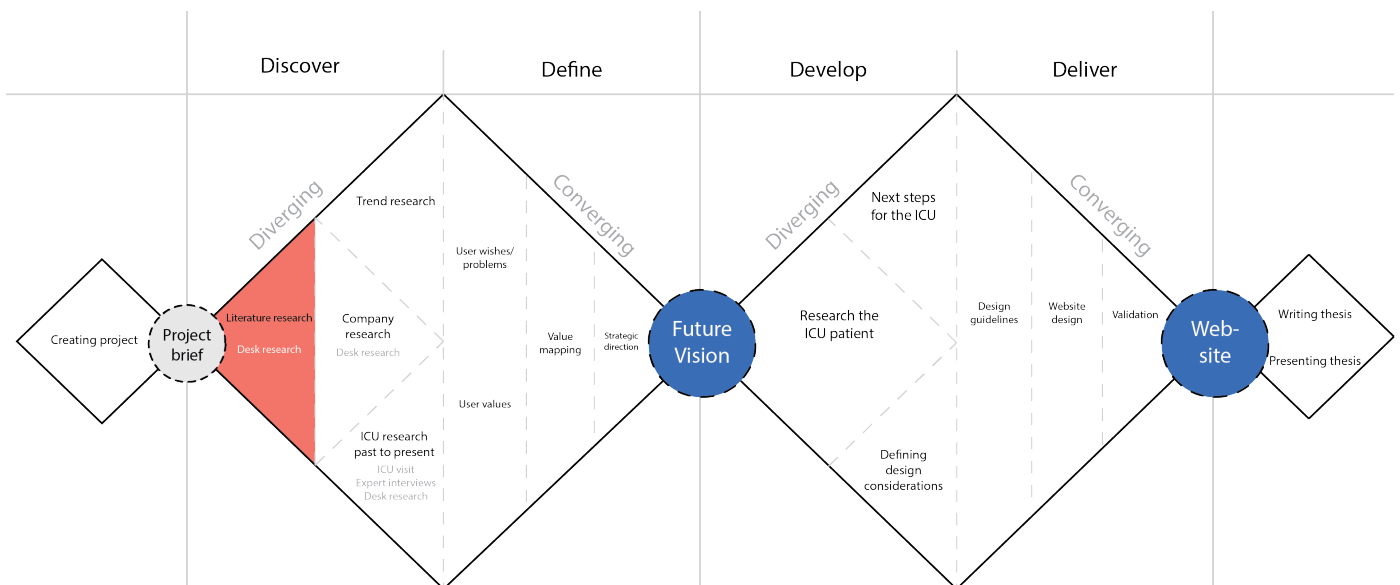 Discover
Define
Develop
Deliver
Diverging
Converging
Diverging
Converging
Creating project
Project
brief
Literature research
Desk research
Trend research
Company
research
Desk research
ICU research
past to present
ICU visit
Expert interviews
Desk research
User wishes/
problems
User values
Value
mapping
Strategic
direction
Future
Vision
Next steps
for the ICU
Research the
ICU patient
Defining
design
considerations
Design
guidelines
Website
design
Validation
Web-
site
Writing thesis
Presenting thesis